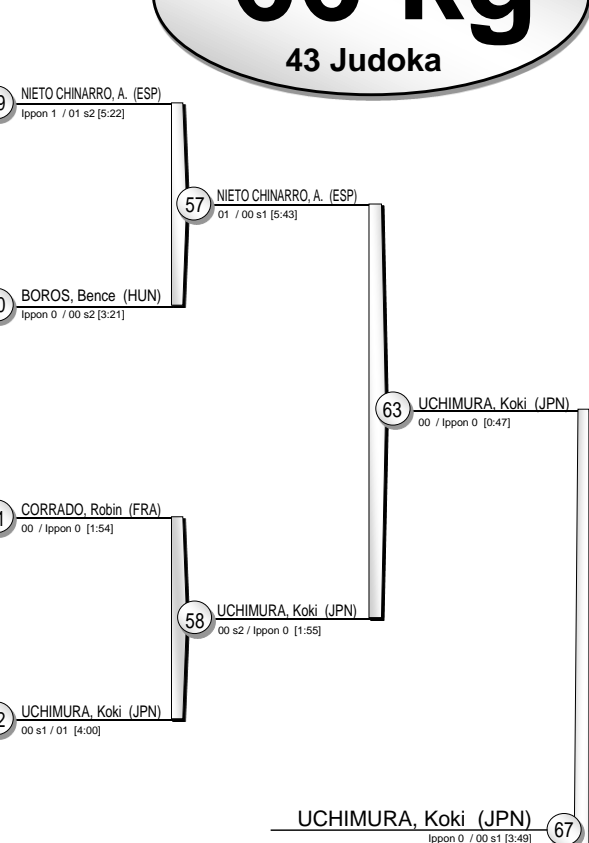 43 Judoka
NIETO CHINARRO, A. (ESP)
Ippon 1 / 01 s2 [5:22]
57
NIETO CHINARRO, A. (ESP)
01 / 00 s1 [5:43]
BOROS, Bence (HUN)
Ippon 0 / 00 s2 [3:21]
63
UCHIMURA, Koki (JPN)
00 / Ippon 0 [0:47]
CORRADO, Robin (FRA)
00 / Ippon 0 [1:54]
58
UCHIMURA, Koki (JPN)
00 s2 / Ippon 0 [1:55]
UCHIMURA, Koki (JPN)
00 s1 / 01 [4:00]
UCHIMURA, Koki (JPN)
67
Ippon 0 / 00 s1 [3:49]